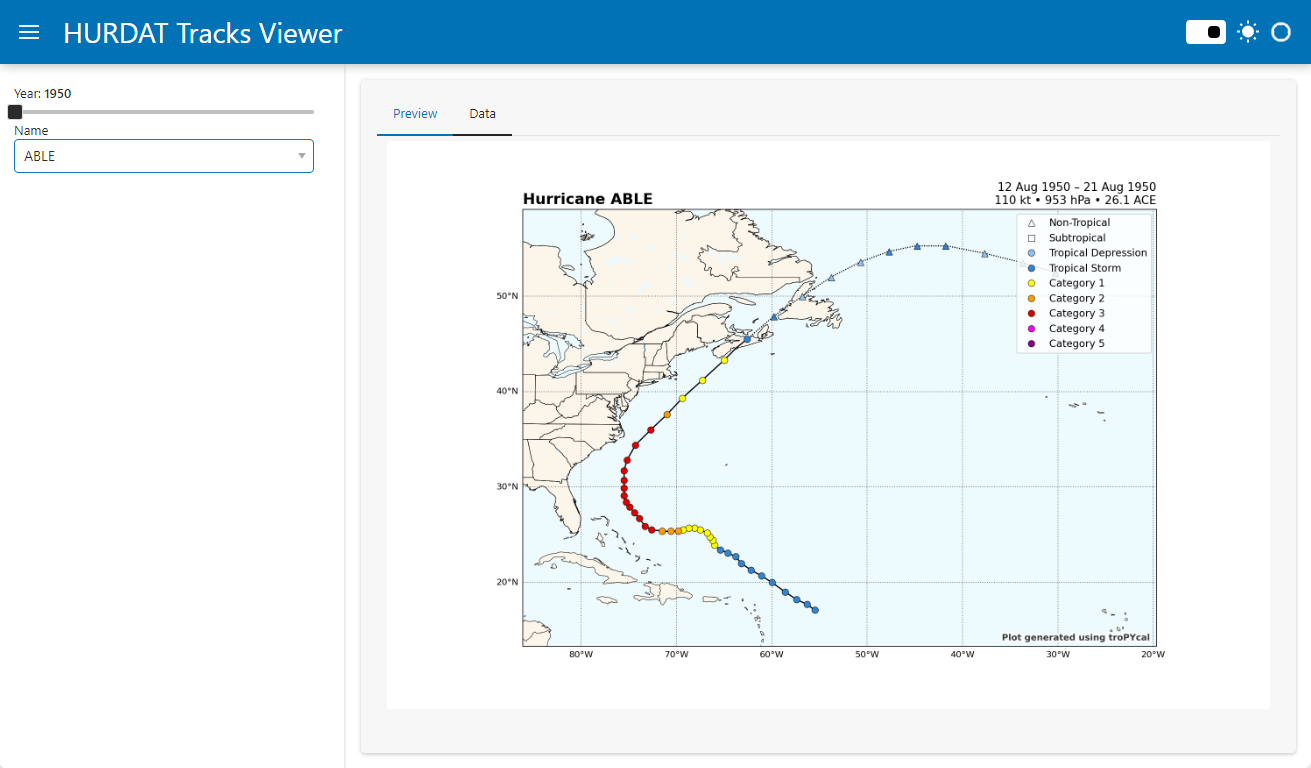 HURDAT Tracks Viewer
Year: 1950
Name
ABLE
Preview
Data
Hurricane ABLE
12 Aug 1950 – 21 Aug 1950
110 kt • 953 hPa • 26.1 ACE
Non-Tropical
Subtropical
Tropical Depression
Tropical Storm
Category 1
Category 2
Category 3
Category 4
Category 5
50°N
40°N
30°N
20°N
Plot generated using troPYcal
80°W
70°W
60°W
50°W
40°W
30°W
20°W